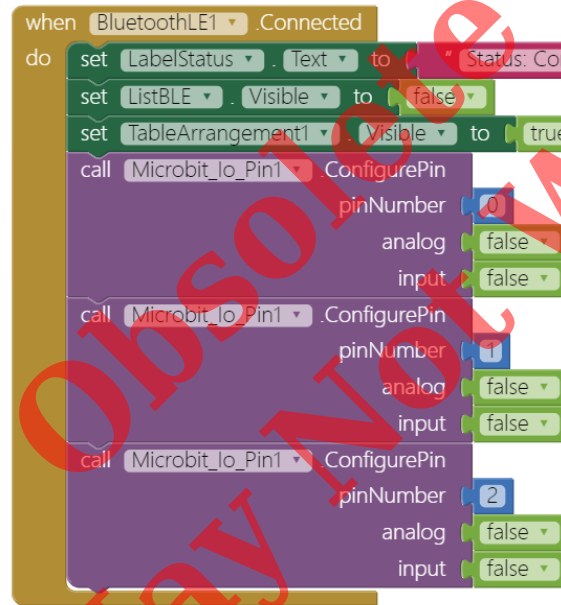 when BluetoothLE1 .Connected
do set LabelStatus . Text to “ Status: Co
set ListBLE . Visible to false
set TableArrangement1 . Visible to true
call Microbit_Io_Pin1 .ConfigurePin
pinNumber 0
analog false
input false
call Microbit_Io_Pin1 .ConfigurePin
pinNumber 1
analog false
input false
call Microbit_Io_Pin1 .ConfigurePin
pinNumber 2
analog false
input false
Obsolete
ay Not W